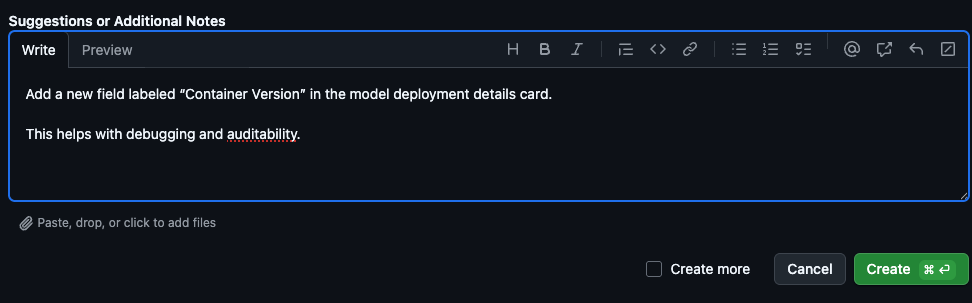 Suggestions or Additional Notes
Write Preview
Add a new field labeled “Container Version” in the model deployment details card.
This helps with debugging and auditability.
Paste, drop, or click to add files
Create more Cancel Create ⌘ ⏎